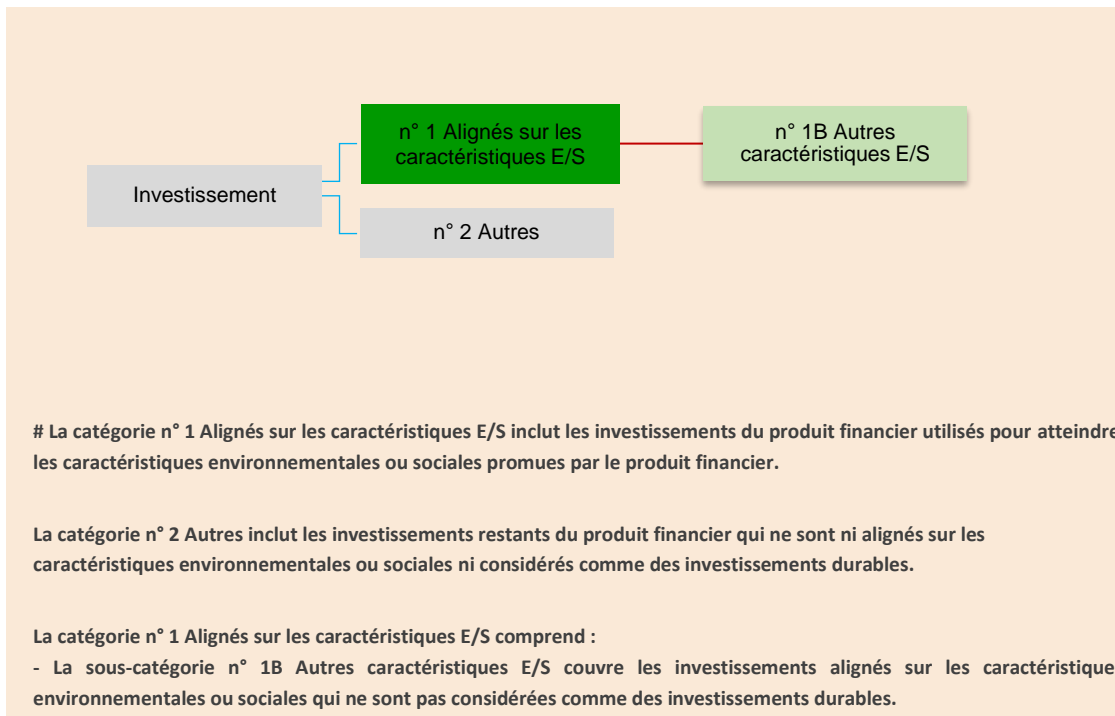 n° 1 Alignés sur les
caractéristiques E/S
n° 1B Autres
caractéristiques E/S
Investissement
n° 2 Autres
# La catégorie n° 1 Alignés sur les caractéristiques E/S inclut les investissements du produit financier utilisés pour atteindre
les caractéristiques environnementales ou sociales promues par le produit financier.
La catégorie n° 2 Autres inclut les investissements restants du produit financier qui ne sont ni alignés sur les
caractéristiques environnementales ou sociales ni considérés comme des investissements durables.
La catégorie n° 1 Alignés sur les caractéristiques E/S comprend :
- La sous-catégorie n° 1B Autres caractéristiques E/S couvre les investissements alignés sur les caractéristique
environnementales ou sociales qui ne sont pas considérées comme des investissements durables.